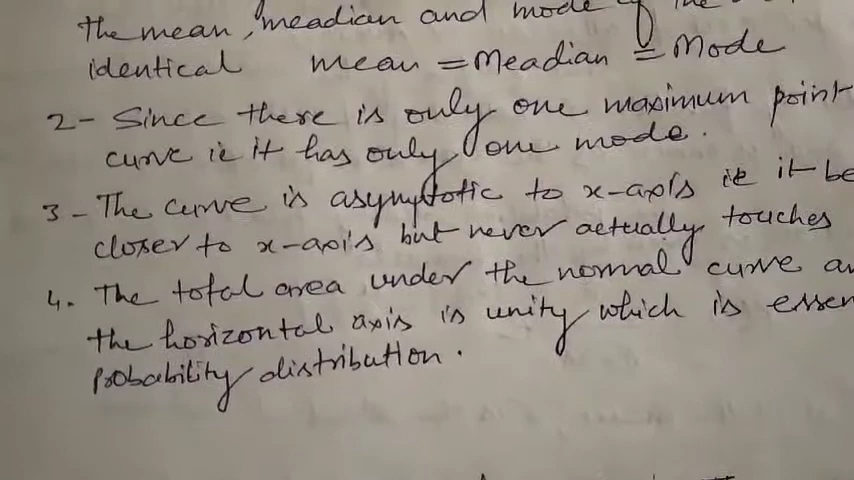 the mean, meadian and mode of the
identical mean = Meadian = Mode
2- Since there is only one maximum point
curve ie it has only one mode.
3 - The curve is asymptotic to x-axis ie it be
closer to x-axis but never actually touches
4. The total area under the normal curve an
the horizontal axis is unity which is essen
probability distribution.